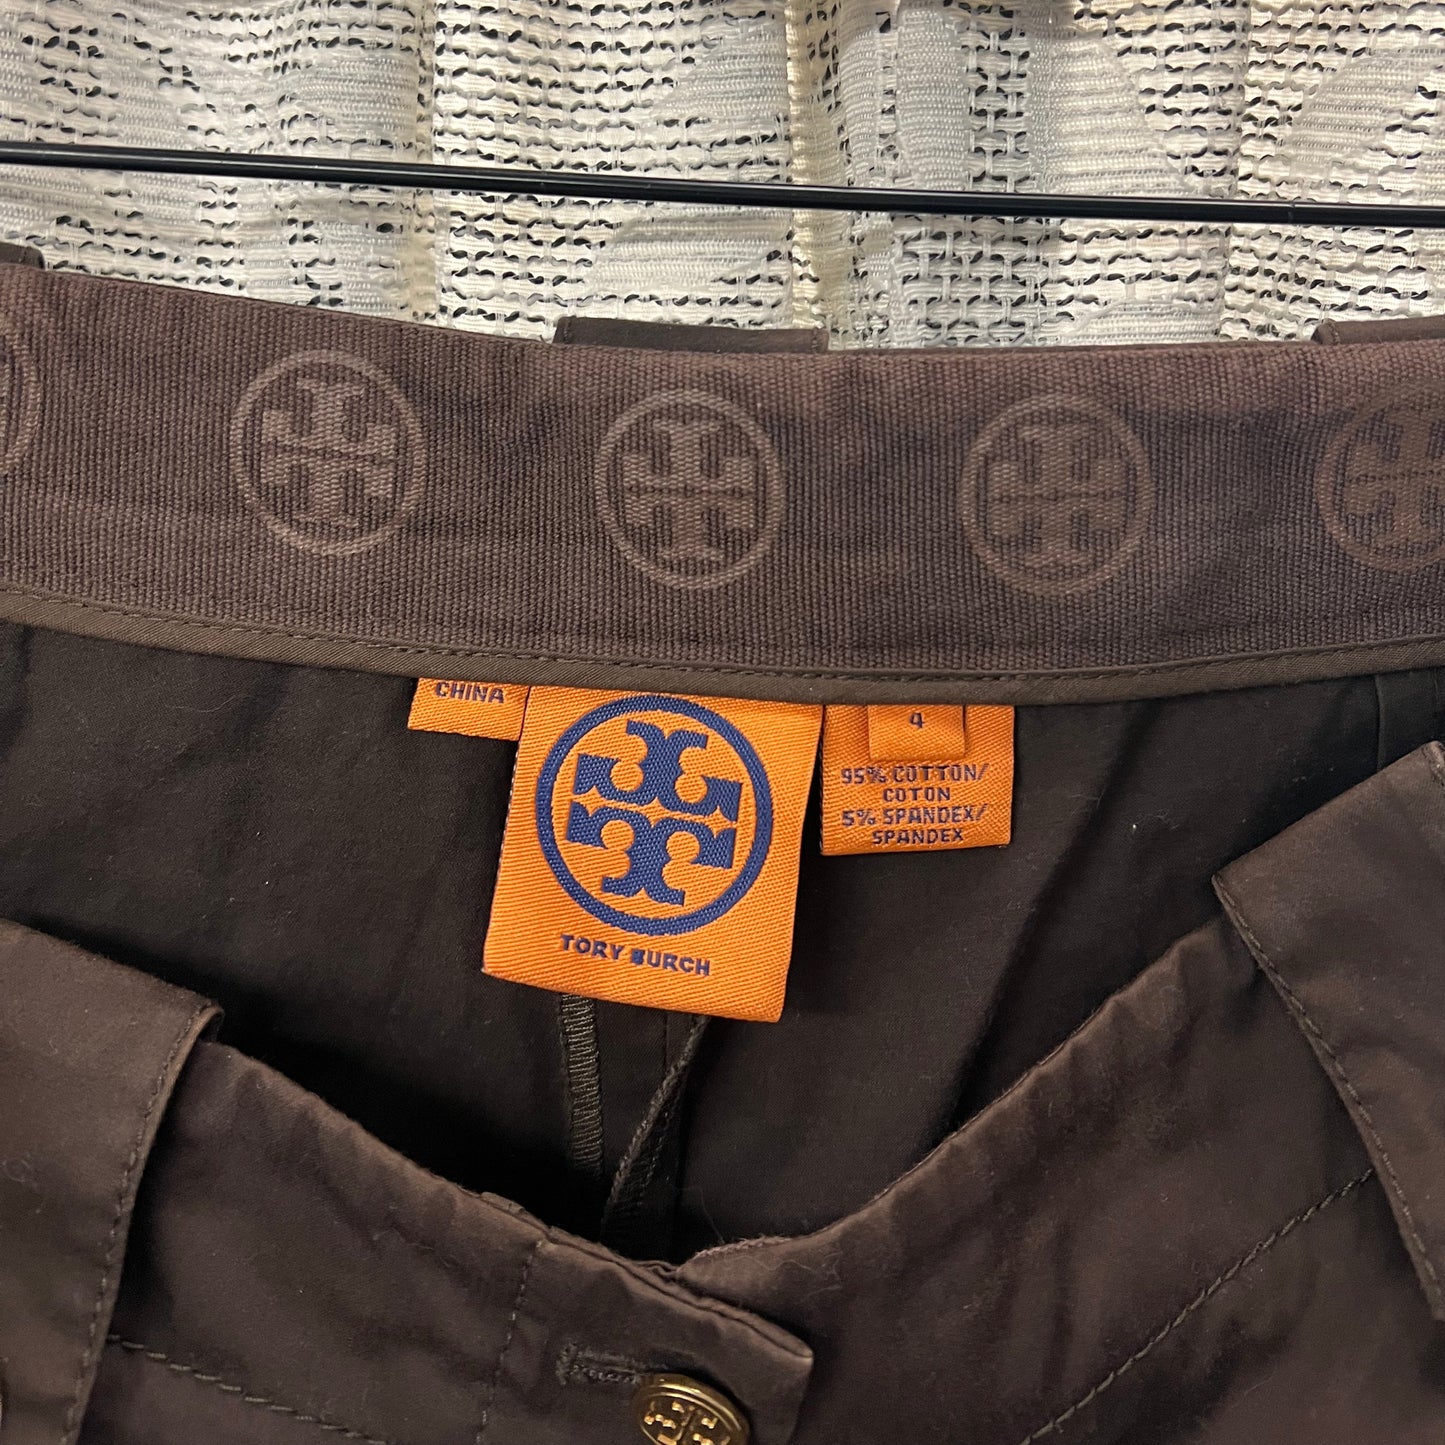 CHINA
TORY BURCH
4
95% COTTON/
COTON
5% SPANDEX/
SPANDEX